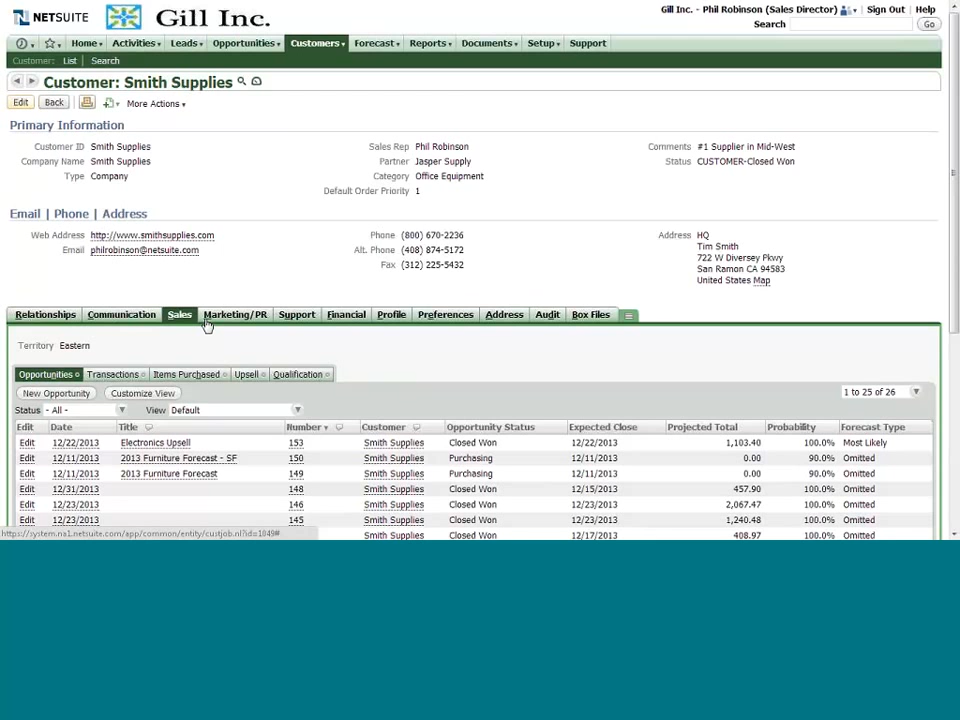 NETSUITE Gill Inc. Gill Inc. - Phil Robinson (Sales Director) Sign Out Help
Search Go
Home Activities Leads Opportunities Customers Forecast Reports Documents Setup Support
Customer: List Search
Customer: Smith Supplies
Edit Back More Actions
Primary Information
Customer ID Smith Supplies Sales Rep Phil Robinson Comments #1 Supplier in Mid-West
Company Name Smith Supplies Partner Jasper Supply Status CUSTOMER-Closed Won
Type Company Category Office Equipment
Default Order Priority 1
Email | Phone | Address
Web Address http://www.smithsupplies.com Phone (800) 670-2236 Address HQ
Tim Smith
Email philrobinson@netsuite.com Alt. Phone (408) 874-5172
722 W Diversey Pkwy
Fax (312) 225-5432 San Ramon CA 94583
United States Map
Relationships Communication Sales Marketing/PR Support Financial Profile Preferences Address Audit Box Files
Territory Eastern
Opportunities Transactions Items Purchased Upsell Qualification
New Opportunity Customize View 1 to 25 of 26
Status - All - View Default
Edit Date Title Number Customer Opportunity Status Expected Close Projected Total Probability Forecast Type
Edit 12/22/2013 Electronics Upsell 153 Smith Supplies Closed Won 12/22/2013 1,103.40 100.0% Most Likely
Edit 12/11/2013 2013 Furniture Forecast - SF 150 Smith Supplies Purchasing 12/11/2013 0.00 90.0% Omitted
Edit 12/11/2013 2013 Furniture Forecast 149 Smith Supplies Purchasing 12/11/2013 0.00 90.0% Omitted
Edit 12/31/2013 148 Smith Supplies Closed Won 12/15/2013 457.90 100.0% Omitted
Edit 12/23/2013 146 Smith Supplies Closed Won 12/23/2013 2,067.47 100.0% Omitted
Edit 12/23/2013 145 Smith Supplies Closed Won 12/23/2013 1,240.48 100.0% Omitted
https://system.na1.netsuite.com/app/common/entity/custjob.nl?id=1049# Smith Supplies Closed Won 12/17/2013 408.97 100.0% Omitted